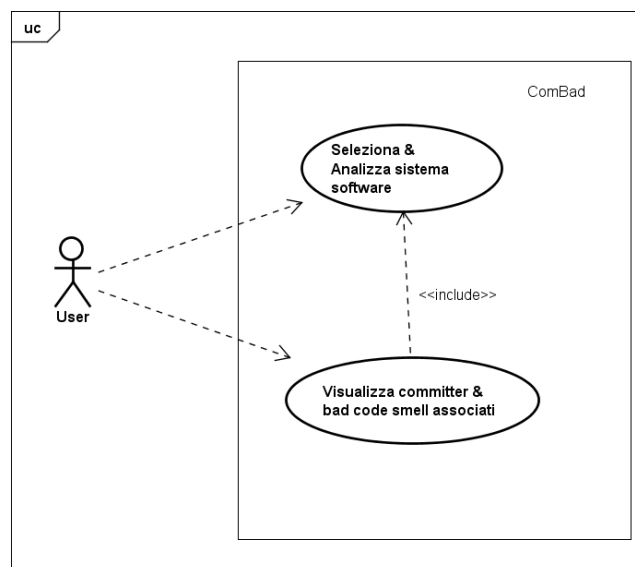 uc
ComBad
Seleziona &
Analizza sistema
software
User
<<include>>
Visualizza committer &
bad code smell associati